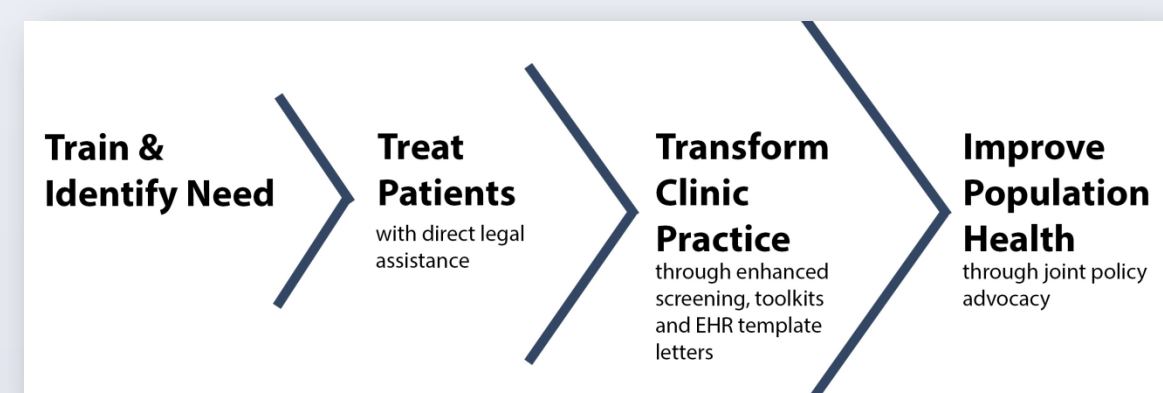 Train &
Identify Need
Treat
Patients
with direct legal
assistance
Transform
Clinic
Practice
through enhanced
screening, toolkits
and EHR template
letters
Improve
Population
Health
through joint policy
advocacy